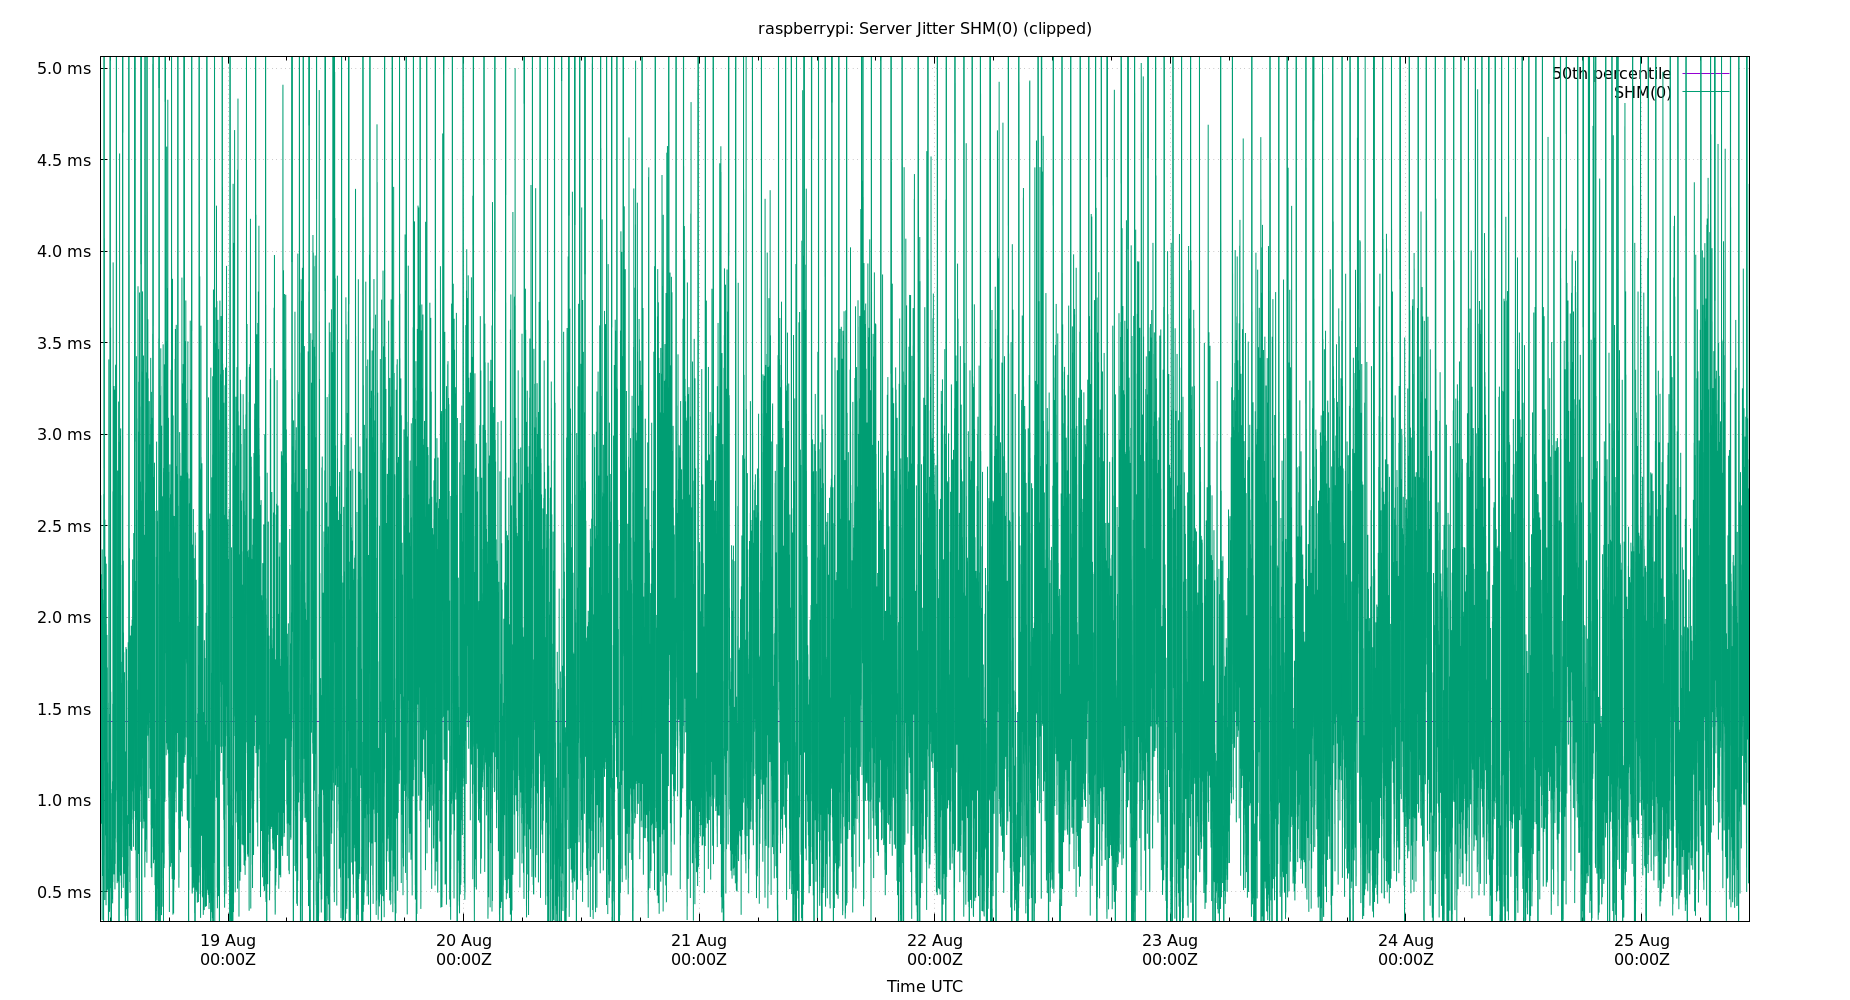 raspberrypi: Server Jitter SHM(0) (clipped)
5.0 ms
50th percentile
SHM(0)
4.5 ms
4.0 ms
3.5 ms
3.0 ms
2.5 ms
2.0 ms
1.5 ms
1.0 ms
0.5 ms
19 Aug 20 Aug 21 Aug 22 Aug 23 Aug 24 Aug 25 Aug
00:00Z 00:00Z 00:00Z 00:00Z 00:00Z 00:00Z 00:00Z
Time UTC